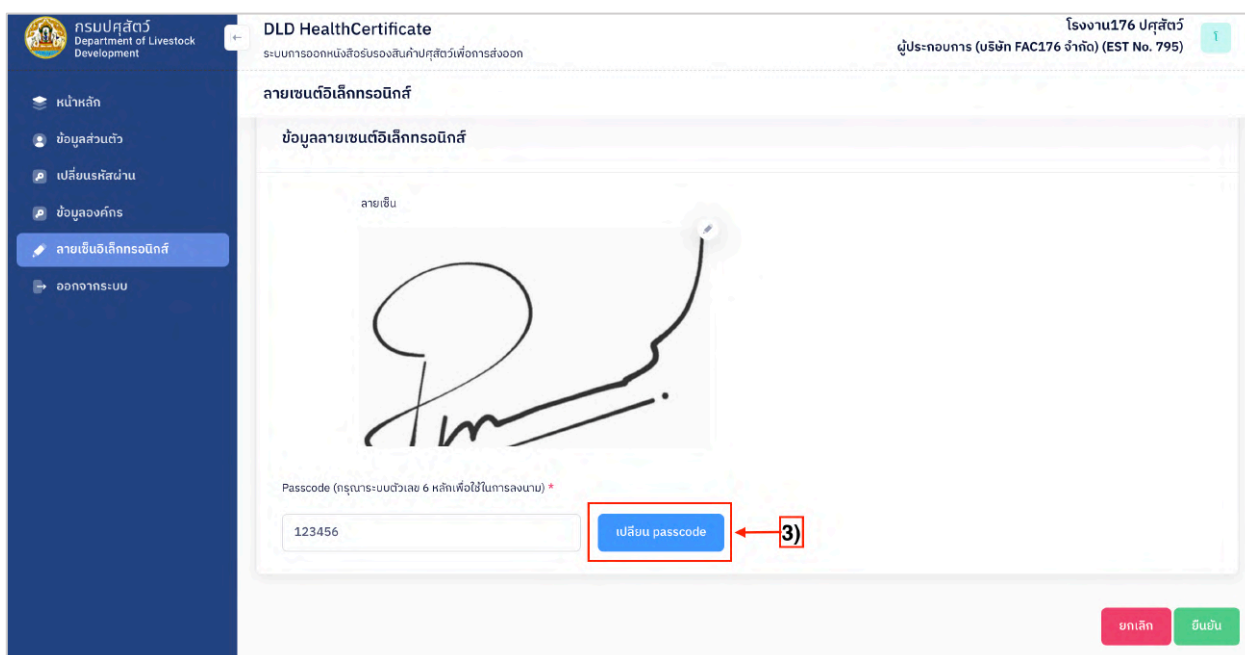 กรมปศุสัตว์
Department of Livestock
Development
←
DLD HealthCertificate
ระบบการออกหนังสือรับรองสินค้าปศุสัตว์เพื่อการส่งออก
โรงงาน176 ปศุสัตว์
ผู้ประกอบการ (บริษัท FAC176 จำกัด) (EST No. 795)
โ
หน้าหลัก
ข้อมูลส่วนตัว
เปลี่ยนรหัสผ่าน
ข้อมูลองค์กร
ลายเซ็นอิเล็กทรอนิกส์
ออกจากระบบ
ลายเซนต์อิเล็กทรอนิกส์
ข้อมูลลายเซนต์อิเล็กทรอนิกส์
ลายเซ็น
Passcode (กรุณาระบบตัวเลข 6 หลักเพื่อใช้ในการลงนาม) *
123456
เปลี่ยน passcode
3)
ยกเลิก
ยืนยัน